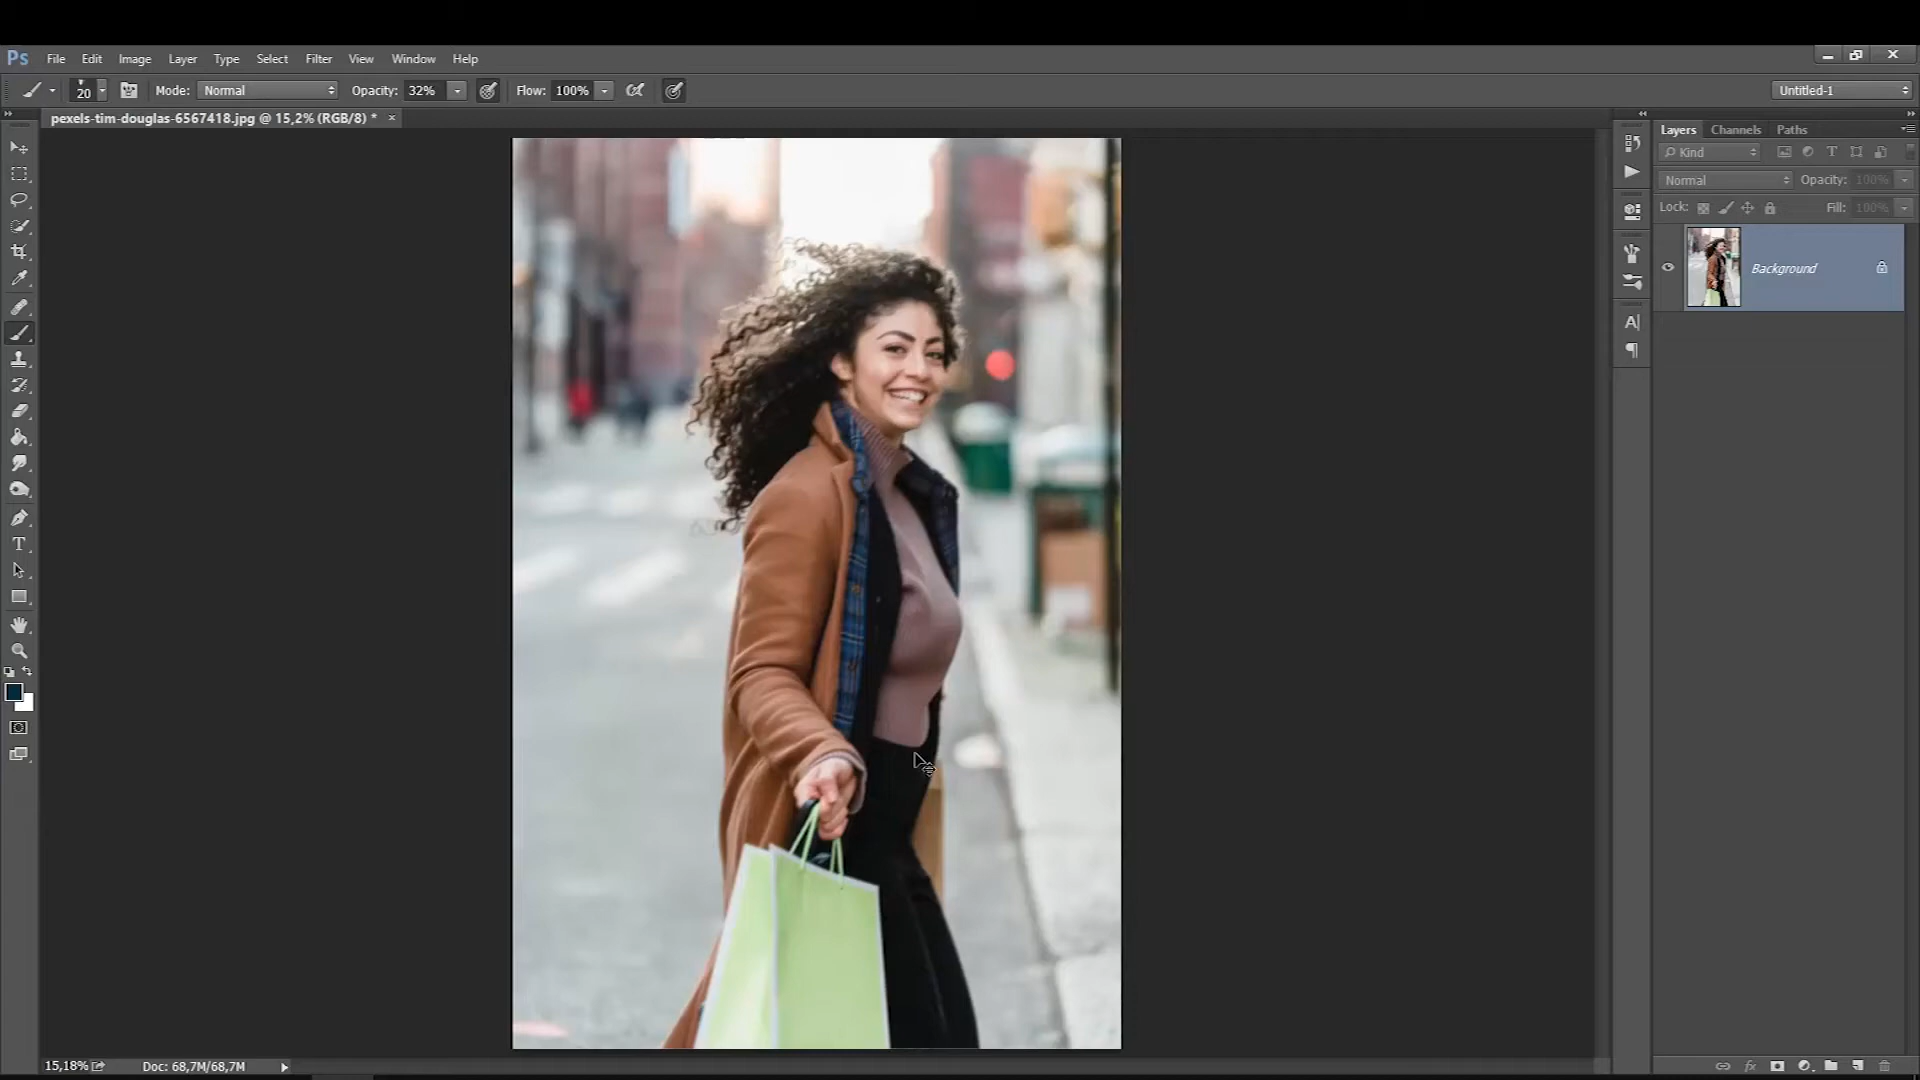 Ps File Edit Image Layer Type Select Filter View Window Help
20 Mode: Normal Opacity: 32% Flow: 100% Untitled-1
pexels-tim-douglas-6567418.jpg @ 15,2% (RGB/8) * ×
Layers Channels Paths
Kind
Normal Opacity: 100%
Lock: Fill: 100%
Background
15,18% Doc: 68,7M/68,7M